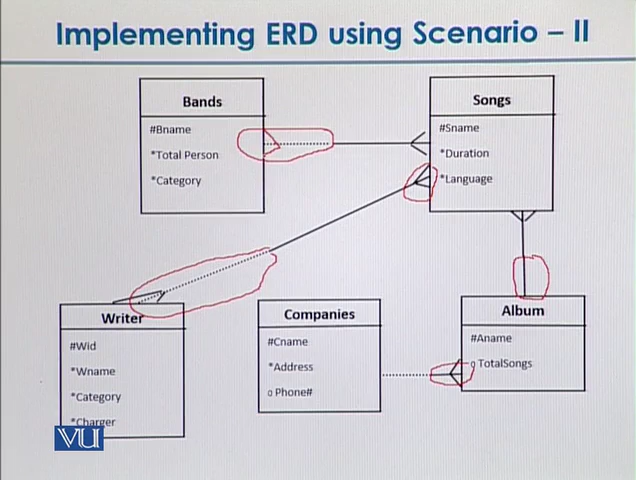 Implementing ERD using Scenario – II
Bands
#Bname
*Total Person
*Category
Songs
#Sname
*Duration
*Language
Writer
#Wid
*Wname
*Category
*Charger
Companies
#Cname
*Address
o Phone#
Album
#Aname
o TotalSongs
VU